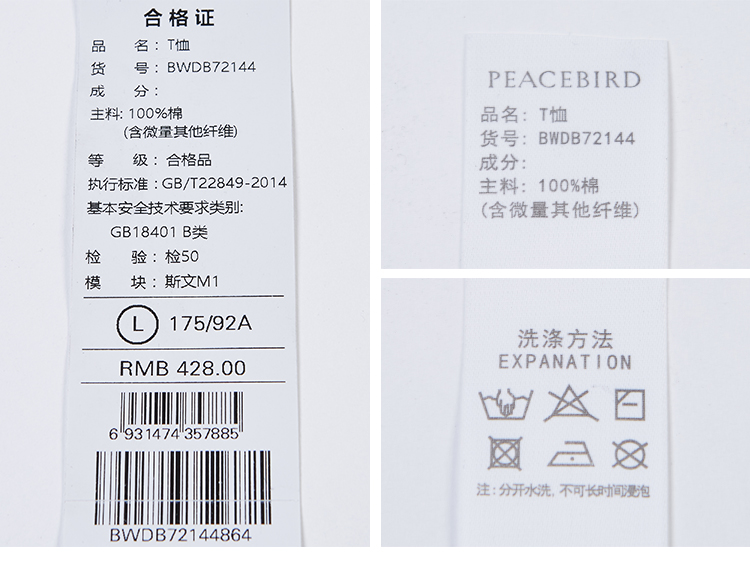 合格证
品 名：T恤
货 号：BWDB72144
成 分：
主料: 100%棉
(含微量其他纤维)
等 级：合格品
执行标准：GB/T22849-2014
基本安全技术要求类别:
GB18401 B类
检 验：检50
模 块：斯文M1
L 175/92A
RMB 428.00
6 931474 357885
BWDB72144864
PEACEBIRD
品名：T恤
货号：BWDB72144
成分：
主料：100%棉
(含微量其他纤维)
洗涤方法
EXPANATION
注：分开水洗，不可长时间浸泡